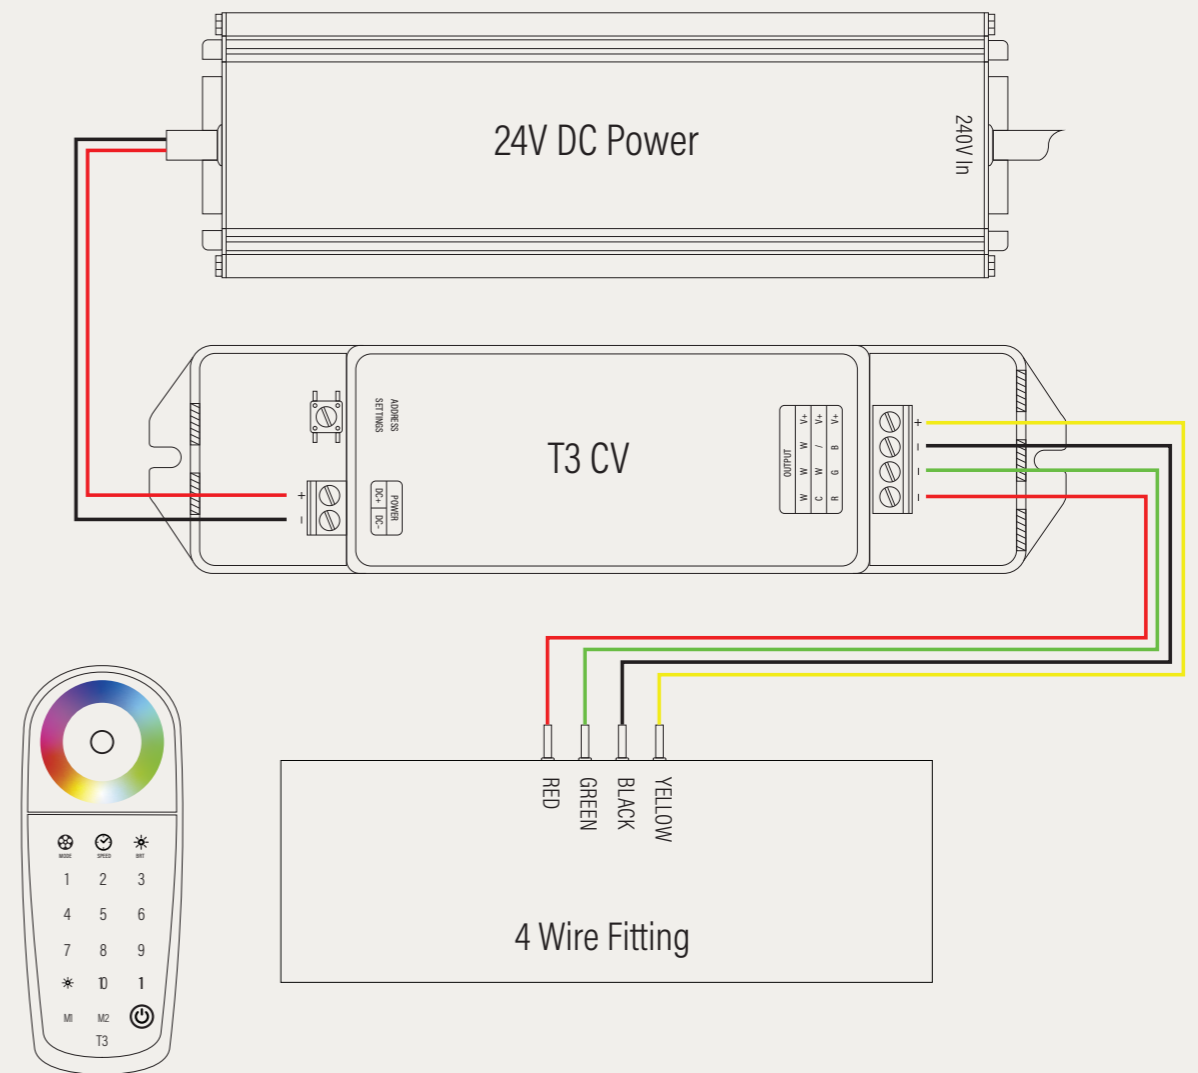 24V DC Power
240V In
ADDRESS
SETTINGS
T3 CV
V+ B G R
V+ / W C
V+ W W W
OUTPUT
+
−
−
−
POWER
DC+ DC-
+
−
RED
GREEN
BLACK
YELLOW
4 Wire Fitting
MODE SPEED BRT
1 2 3
4 5 6
7 8 9
10 1
M1 M2
T3